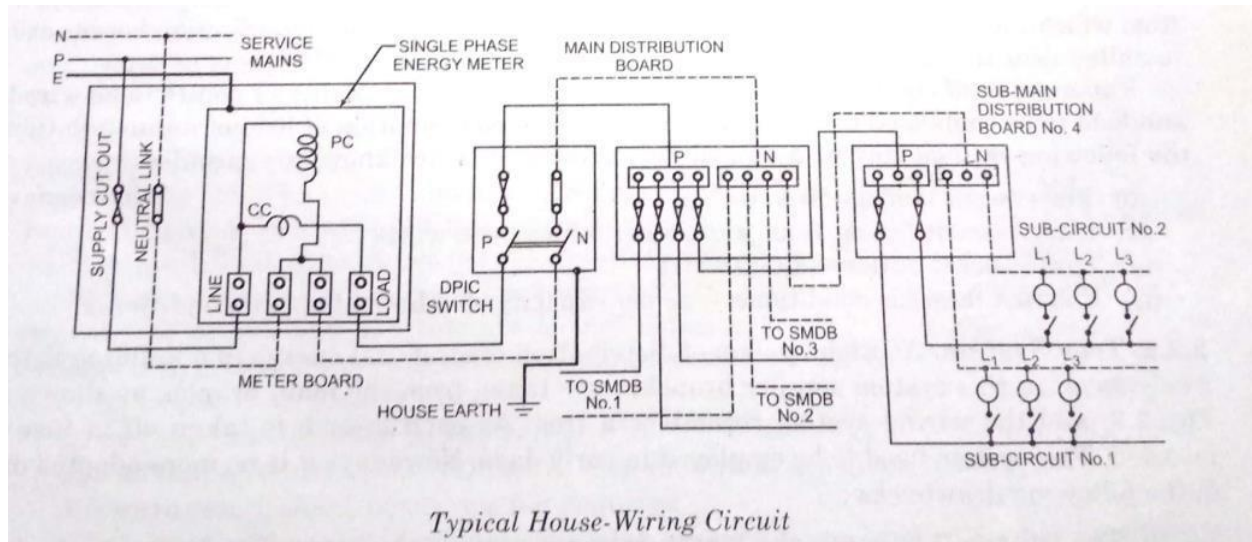 N
P
E
SERVICE
MAINS
SINGLE PHASE
ENERGY METER
MAIN DISTRIBUTION
BOARD
SUB-MAIN
DISTRIBUTION
BOARD No. 4
SUPPLY CUT OUT
NEUTRAL LINK
PC
CC
LINE
LOAD
P
N
DPIC
SWITCH
P
N
P
N
SUB-CIRCUIT No.2
L1
L2
L3
METER BOARD
HOUSE EARTH
TO SMDB
No.1
TO SMDB
No.3
TO SMDB
No.2
SUB-CIRCUIT No.1
Typical House-Wiring Circuit